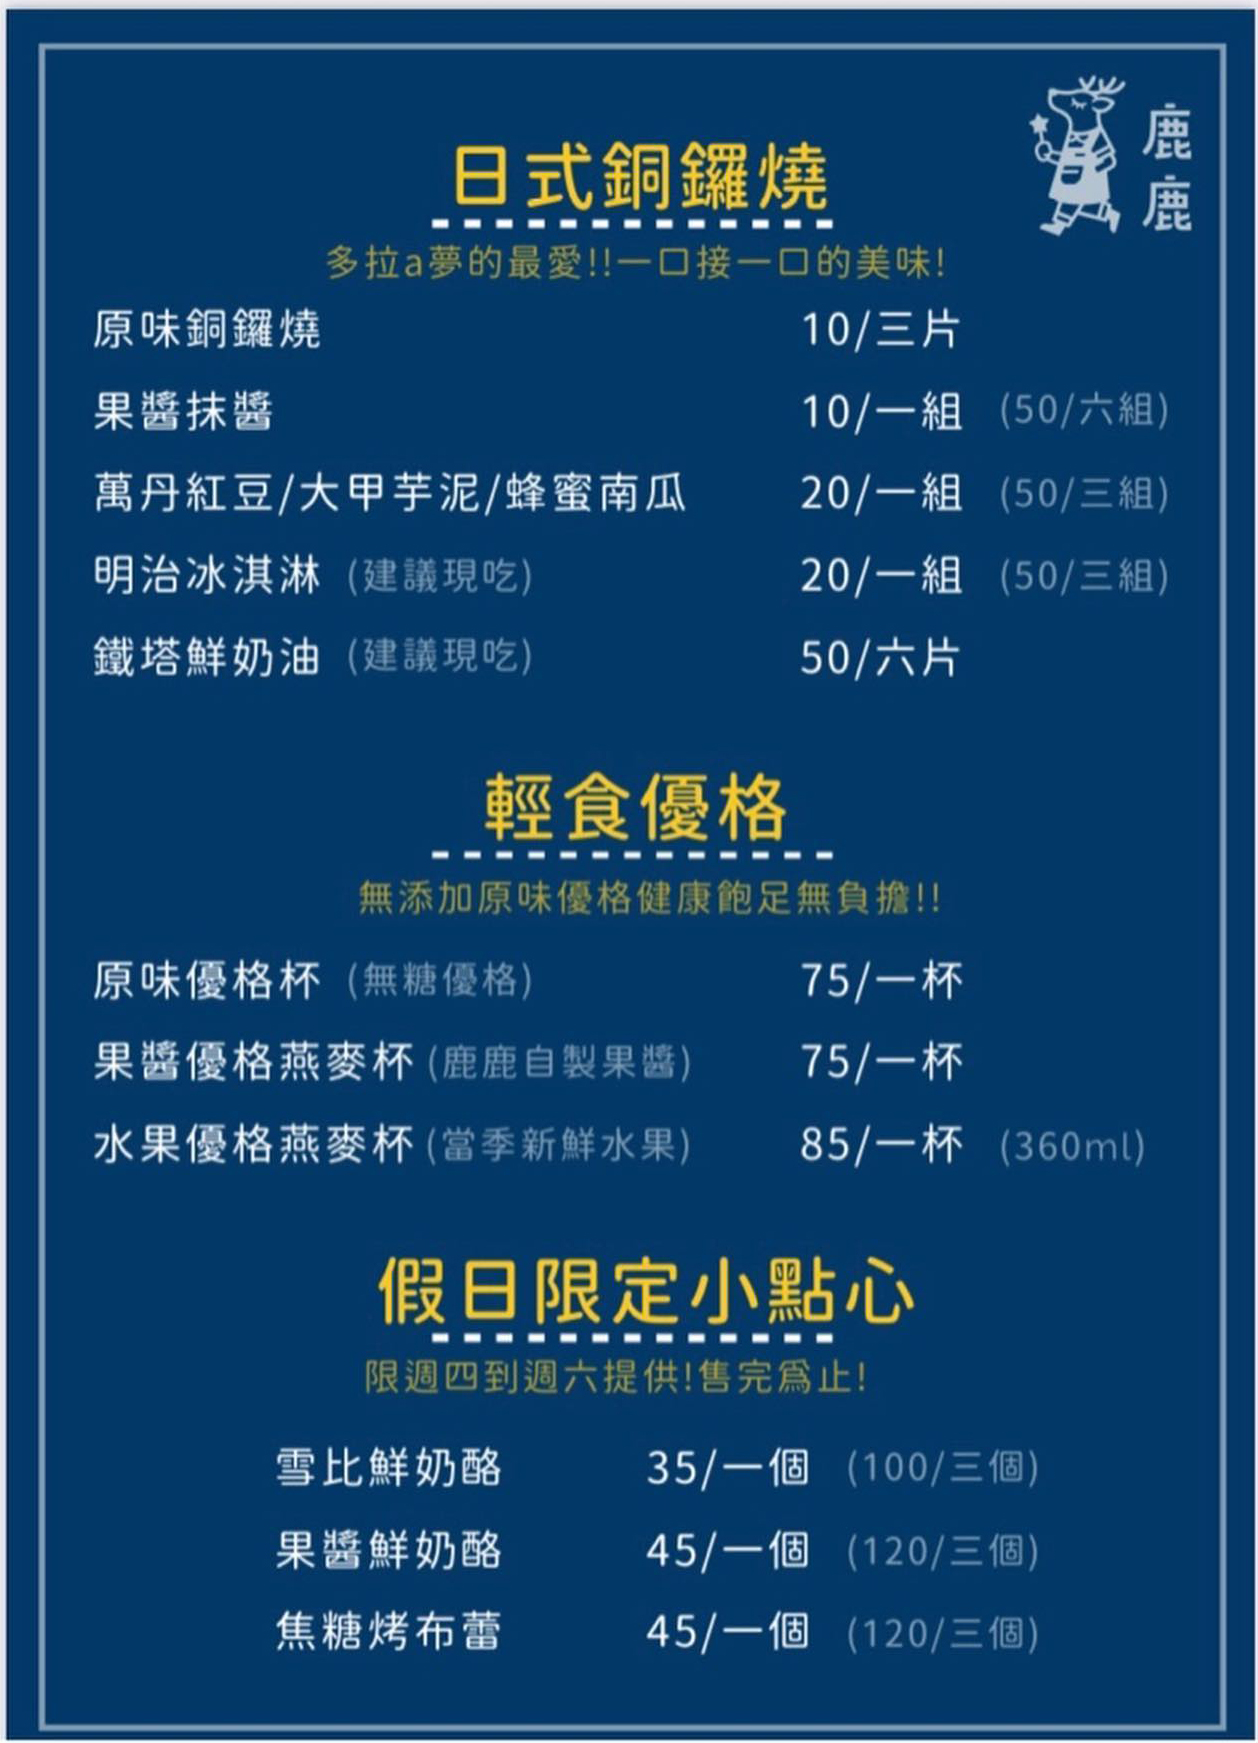 鹿鹿
日式銅鑼燒
多拉a夢的最愛!!一口接一口的美味!
原味銅鑼燒 10/三片
果醬抹醬 10/一組 (50/六組)
萬丹紅豆/大甲芋泥/蜂蜜南瓜 20/一組 (50/三組)
明治冰淇淋 (建議現吃) 20/一組 (50/三組)
鐵塔鮮奶油 (建議現吃) 50/六片
輕食優格
無添加原味優格健康飽足無負擔!!
原味優格杯 (無糖優格) 75/一杯
果醬優格燕麥杯 (鹿鹿自製果醬) 75/一杯
水果優格燕麥杯 (當季新鮮水果) 85/一杯 (360ml)
假日限定小點心
限週四到週六提供!售完為止!
雪比鮮奶酪 35/一個 (100/三個)
果醬鮮奶酪 45/一個 (120/三個)
焦糖烤布蕾 45/一個 (120/三個)